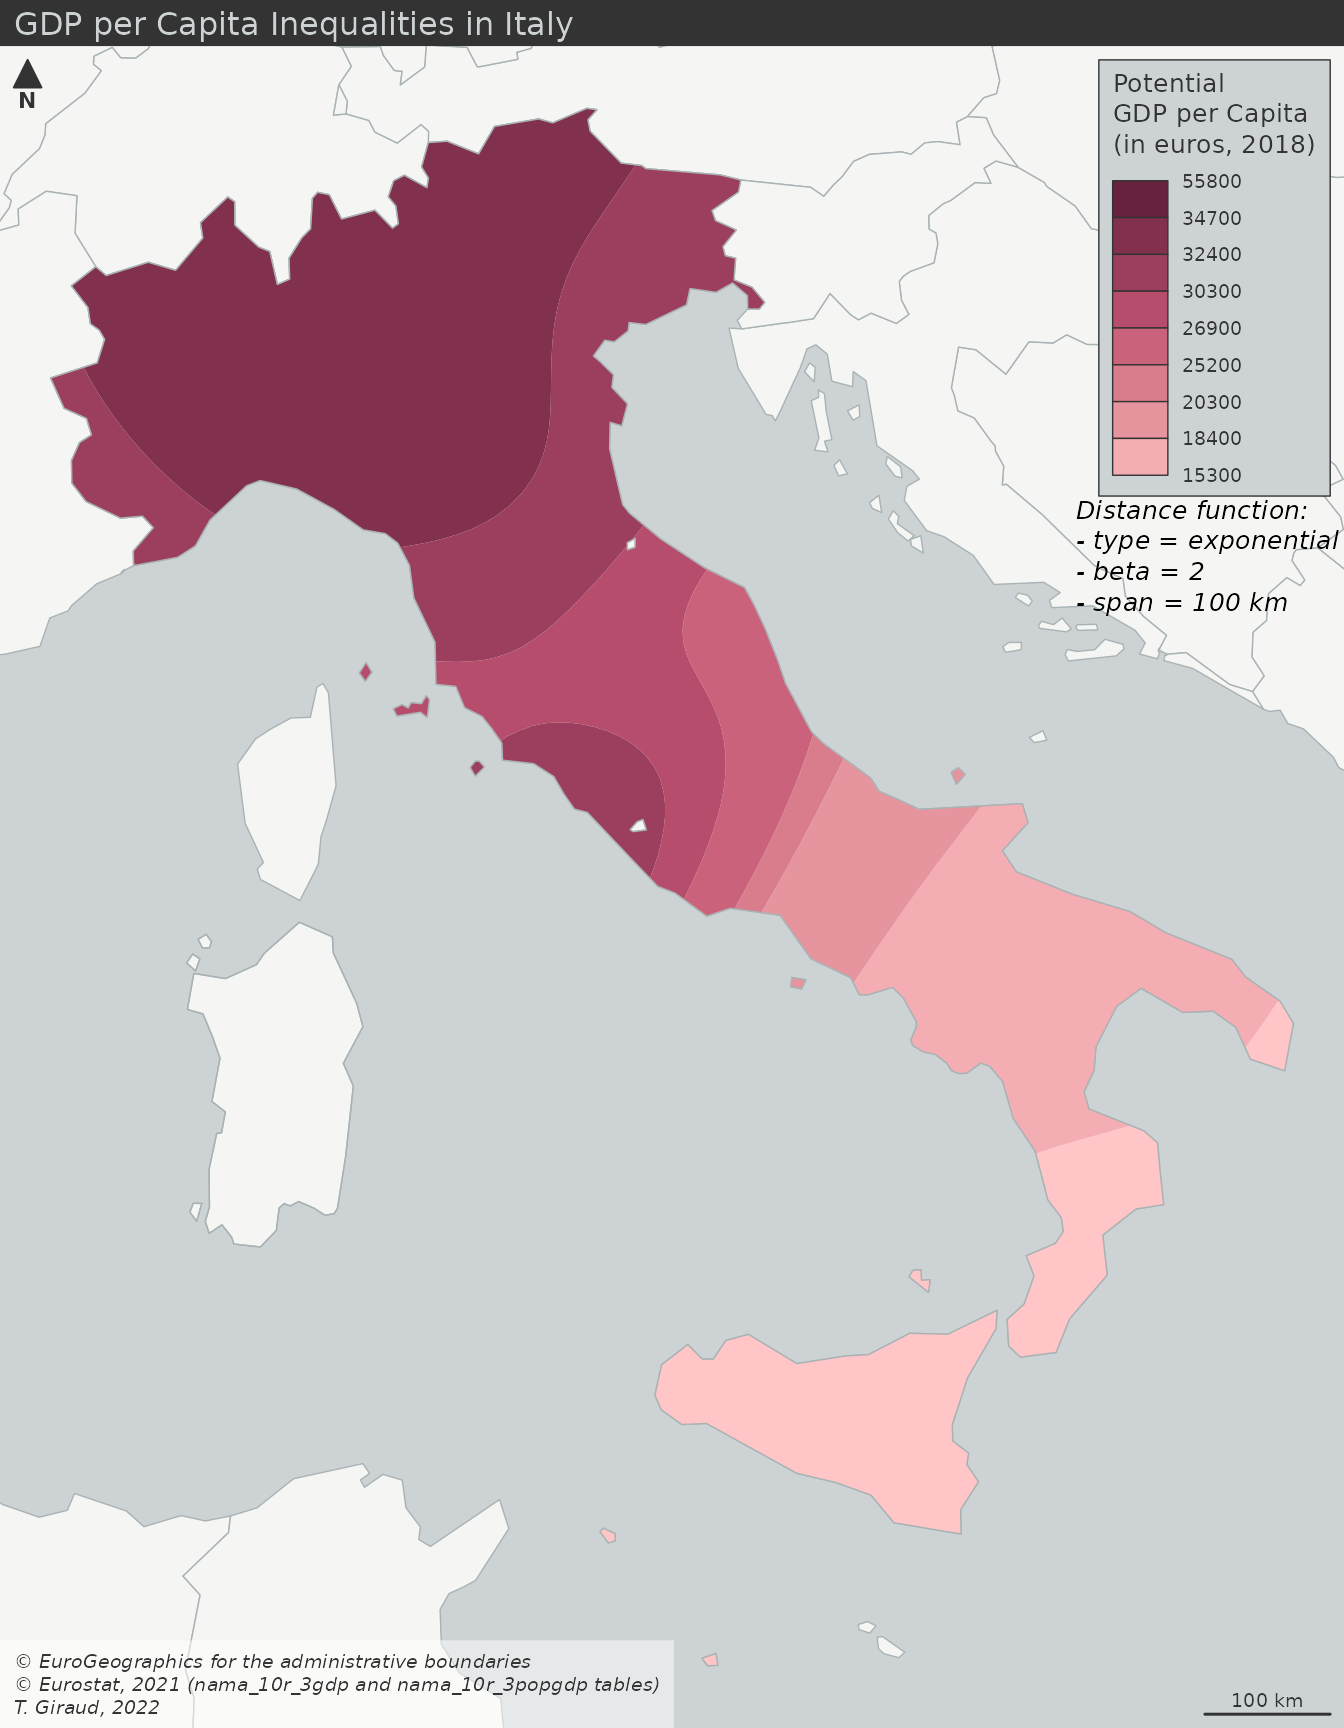 GDP per Capita Inequalities in Italy
N
Potential
GDP per Capita
(in euros, 2018)
55800
34700
32400
30300
26900
25200
20300
18400
15300
Distance function:
- type = exponential
- beta = 2
- span = 100 km
© EuroGeographics for the administrative boundaries
© Eurostat, 2021 (nama_10r_3gdp and nama_10r_3popgdp tables)
T. Giraud, 2022
100 km